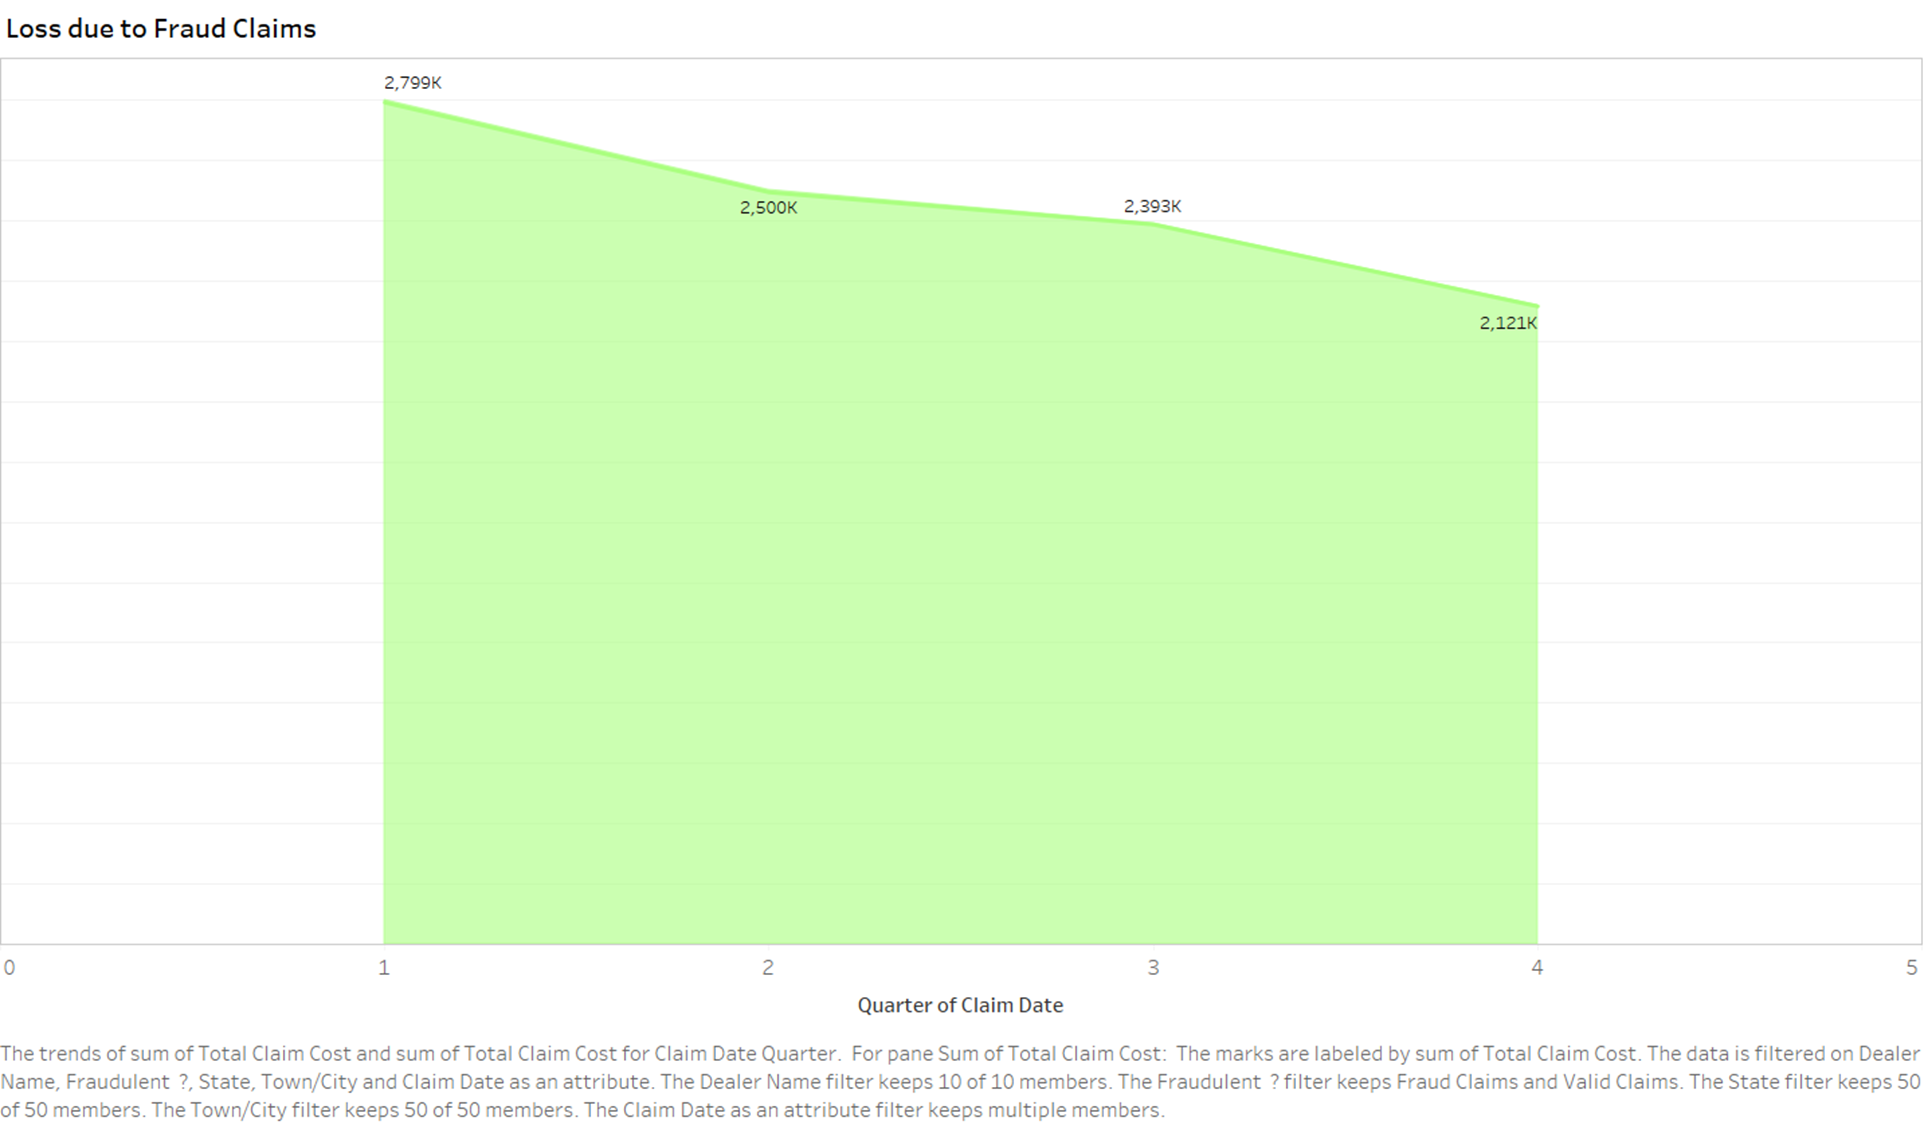 Loss due to Fraud Claims
2,799K
2,500K
2,393K
2,121K
0 1 2 3 4 5
Quarter of Claim Date
The trends of sum of Total Claim Cost and sum of Total Claim Cost for Claim Date Quarter.  For pane Sum of Total Claim Cost:  The marks are labeled by sum of Total Claim Cost. The data is filtered on Dealer
Name, Fraudulent  ?, State, Town/City and Claim Date as an attribute. The Dealer Name filter keeps 10 of 10 members. The Fraudulent  ? filter keeps Fraud Claims and Valid Claims. The State filter keeps 50
of 50 members. The Town/City filter keeps 50 of 50 members. The Claim Date as an attribute filter keeps multiple members.